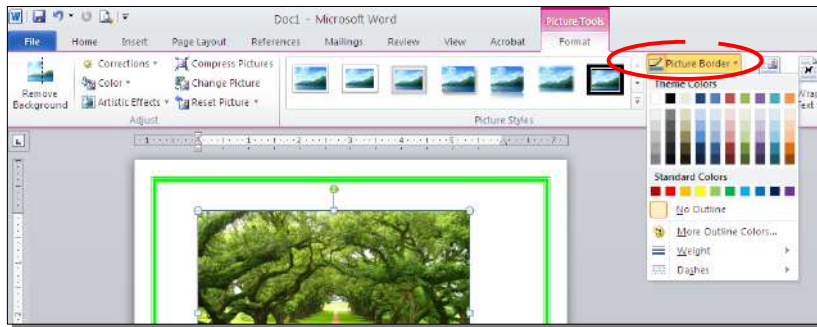 Doc1 - Microsoft Word
Picture Tools
File Home Insert Page Layout References Mailings Review View Acrobat Format
Remove Background
Corrections
Color
Artistic Effects
Compress Pictures
Change Picture
Reset Picture
Adjust
Picture Styles
Picture Border
Theme Colors
Standard Colors
No Outline
More Outline Colors...
Weight
Dashes